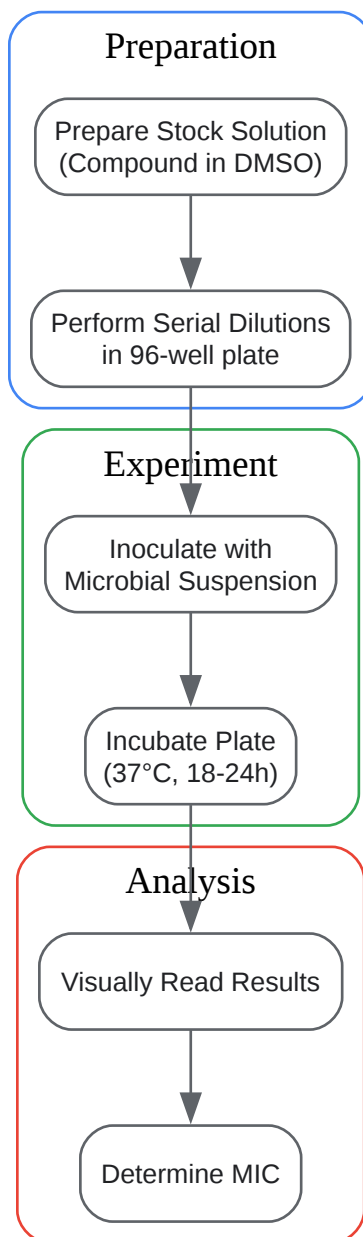 Preparation
Prepare Stock Solution
(Compound in DMSO)
Perform Serial Dilutions
in 96-well plate
Experiment
Inoculate with
Microbial Suspension
Incubate Plate
(37°C, 18-24h)
Analysis
Visually Read Results
Determine MIC